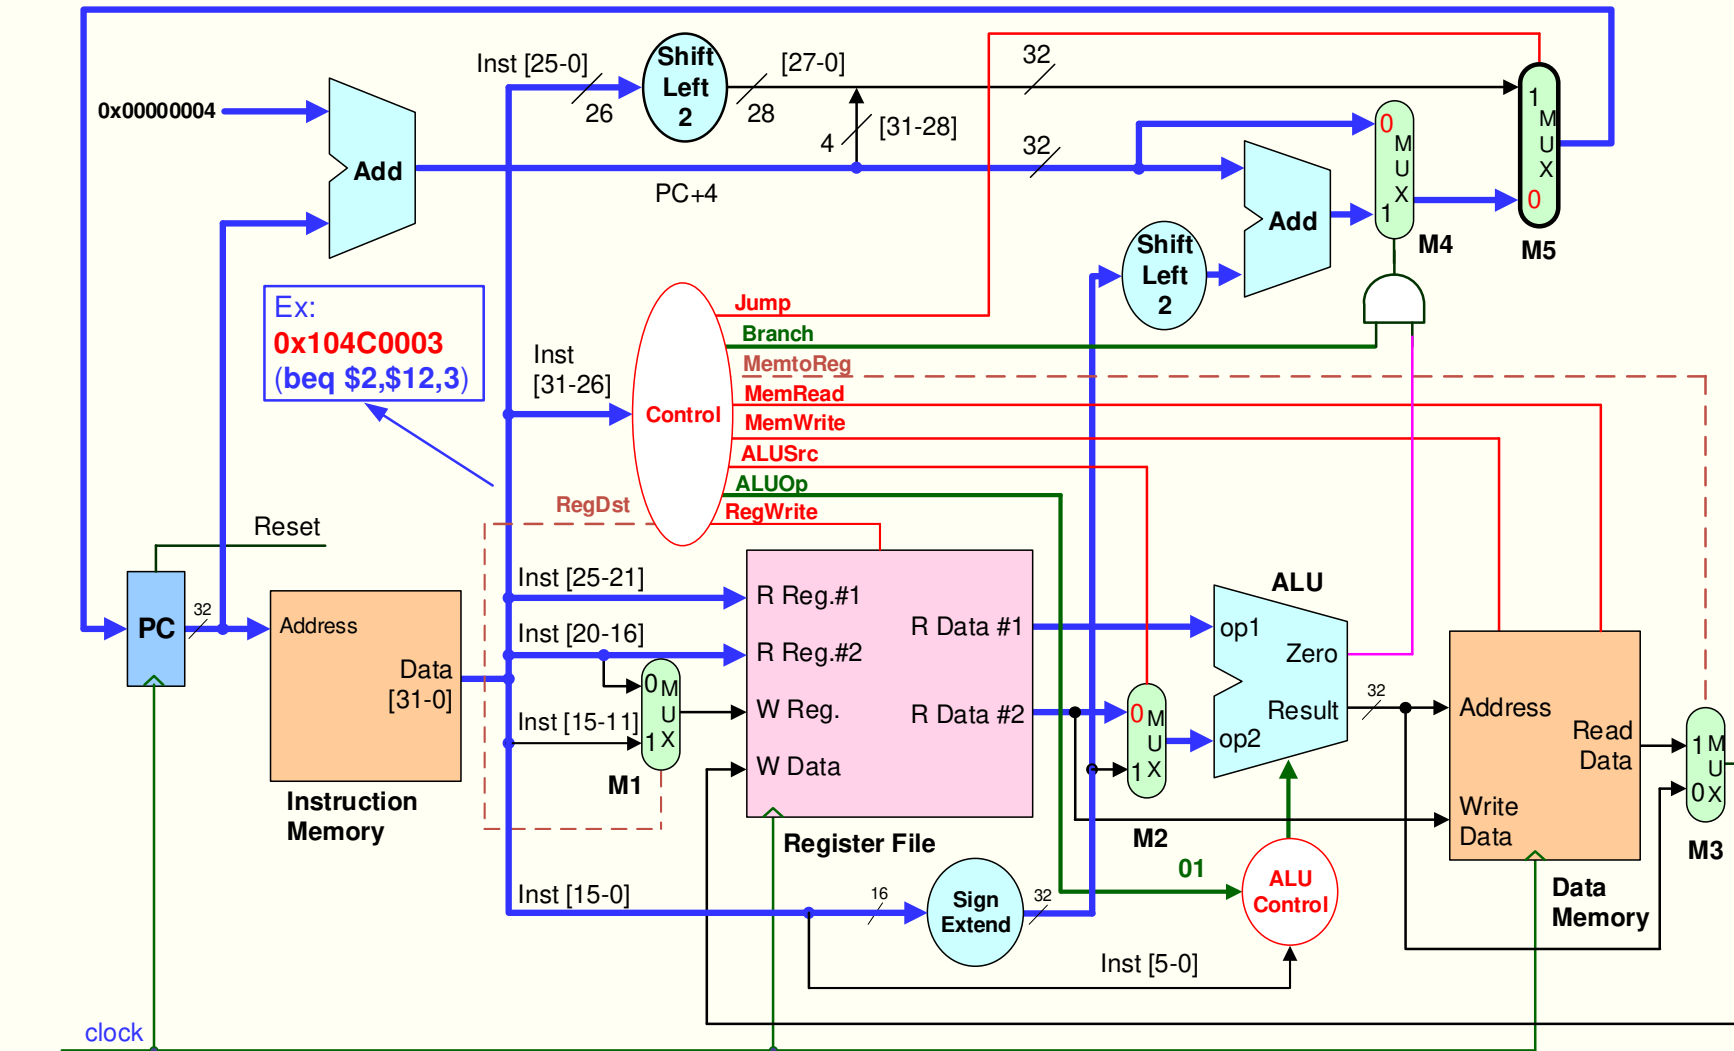 Inst [25-0]
26
Shift
Left
2
28
[27-0]
32
0x00000004
Add
4
[31-28]
PC+4
32
Add
Shift
Left
2
0
M
U
X
1
M4
1
M
U
X
0
M5
Ex:
0x104C0003
(beq $2,$12,3)
Inst
[31-26]
Control
Jump
Branch
MemtoReg
MemRead
MemWrite
ALUSrc
ALUOp
RegWrite
RegDst
Reset
PC
32
Address
Data
[31-0]
Instruction
Memory
Inst [25-21]
Inst [20-16]
Inst [15-11]
Inst [15-0]
0 M
U
1 X
M1
R Reg.#1
R Reg.#2
W Reg.
W Data
R Data #1
R Data #2
Register File
0 M
U
1 X
M2
ALU
op1
Zero
Result
op2
32
Address
Read
Data
Write
Data
Data
Memory
1 M
U
0 X
M3
16
Sign
Extend
32
01
ALU
Control
Inst [5-0]
clock